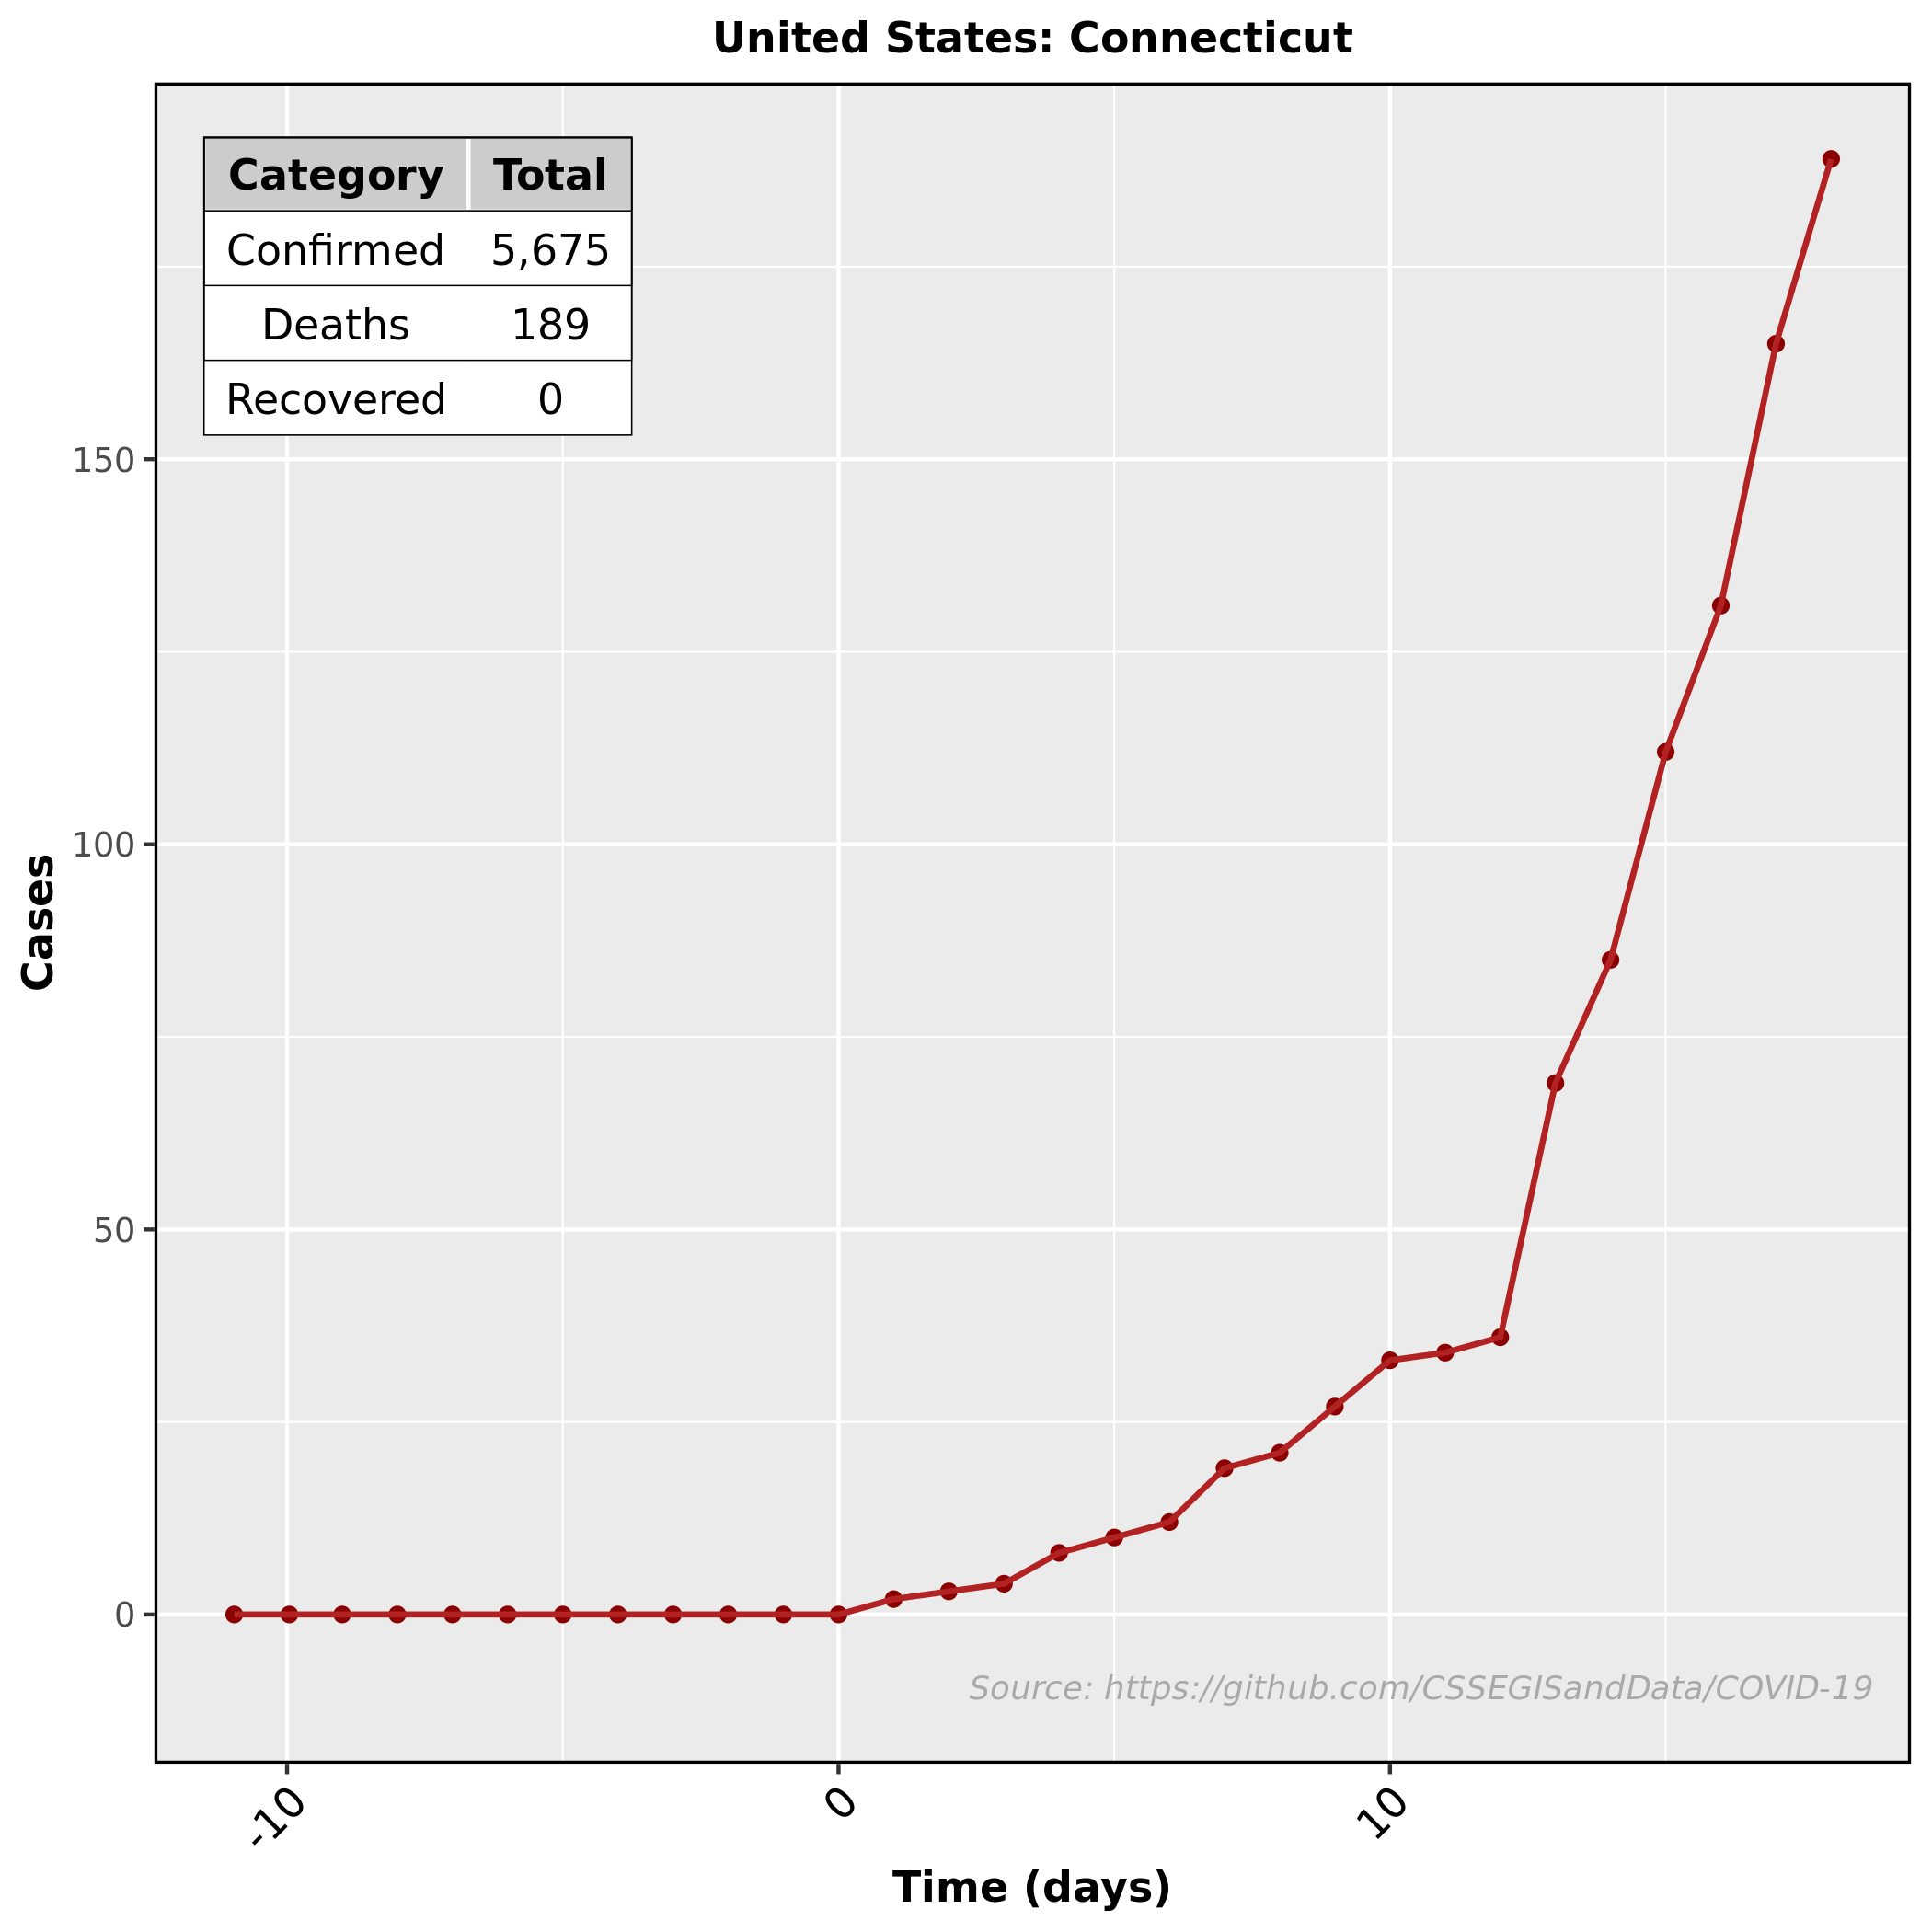 United States: Connecticut
Category Total
Confirmed 5,675
Deaths 189
Recovered 0
150
100
50
0
Cases
Source: https://github.com/CSSEGISandData/COVID-19
-10 0 10
Time (days)